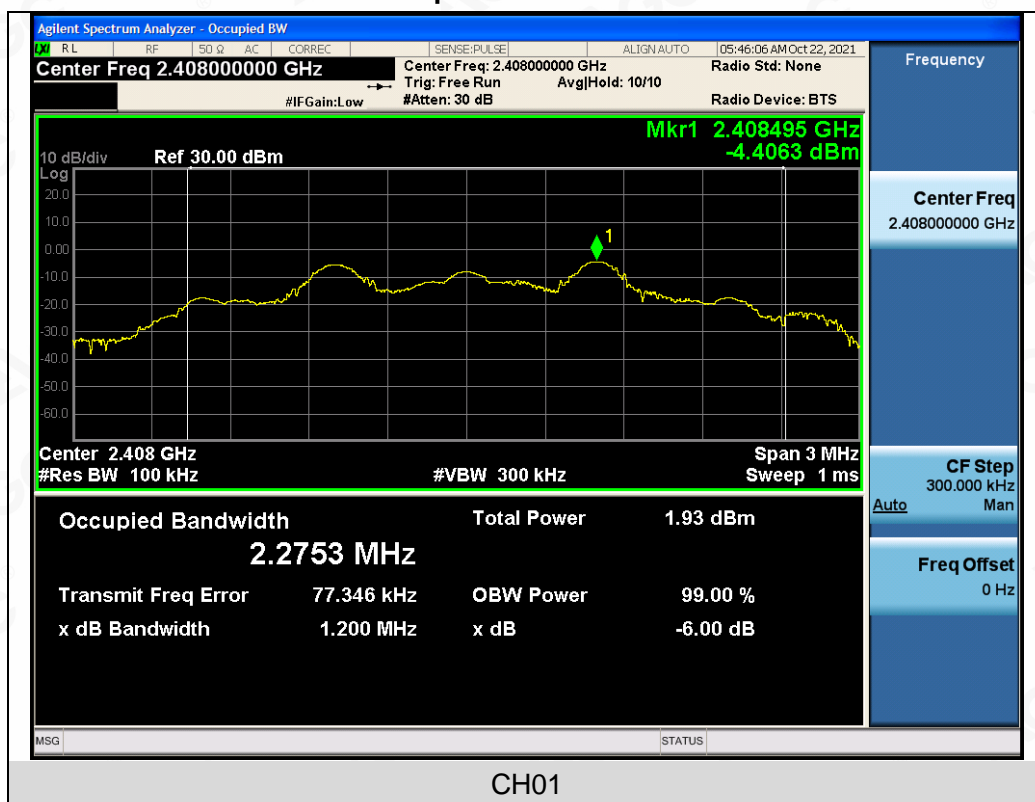 Agilent Spectrum Analyzer - Occupied BW
LXI RL RF 50 Ω AC CORREC SENSE:PULSE ALIGN AUTO 05:46:06 AM Oct 22, 2021
Center Freq 2.408000000 GHz
Center Freq: 2.408000000 GHz Radio Std: None
Trig: Free Run Avg|Hold: 10/10
#IFGain:Low #Atten: 30 dB Radio Device: BTS
Mkr1 2.408495 GHz
-4.4063 dBm
10 dB/div Ref 30.00 dBm
Log
20.0
10.0
0.00
-10.0
-20.0
-30.0
-40.0
-50.0
-60.0
1
Center 2.408 GHz Span 3 MHz
#Res BW 100 kHz #VBW 300 kHz Sweep 1 ms
Occupied Bandwidth Total Power 1.93 dBm
2.2753 MHz
Transmit Freq Error 77.346 kHz OBW Power 99.00 %
x dB Bandwidth 1.200 MHz x dB -6.00 dB
Frequency
Center Freq
2.408000000 GHz
CF Step
300.000 kHz
Auto Man
Freq Offset
0 Hz
MSG STATUS
CH01